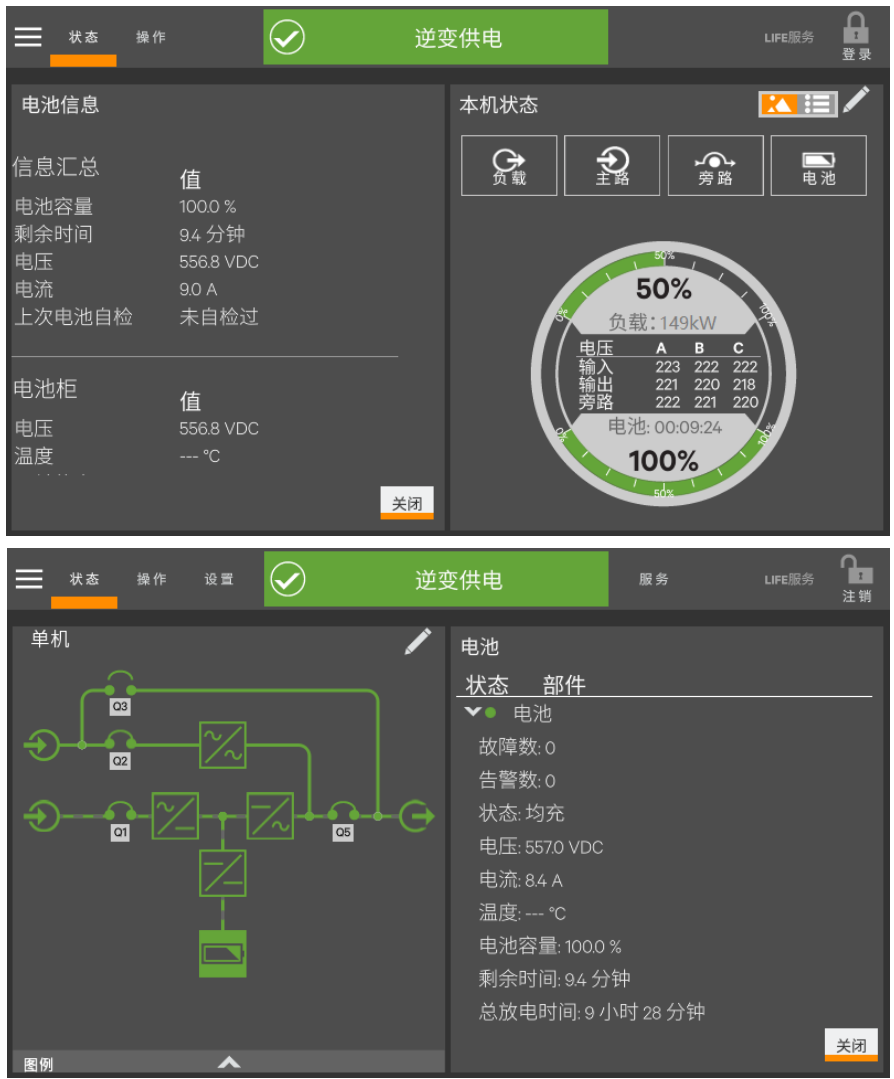 状态 操作 逆变供电 LIFE服务 登录
电池信息
信息汇总 值
电池容量 100.0 %
剩余时间 9.4 分钟
电压 556.8 VDC
电流 9.0 A
上次电池自检 未自检过
电池柜 值
电压 556.8 VDC
温度 --- °C
关闭
本机状态
负载 主路 旁路 电池
0% 50% 100%
50%
负载：149kW
电压 A B C
输入 223 222 222
输出 221 220 218
旁路 222 221 220
电池: 00:09:24
100%
0% 50% 100%
状态 操作 设置 逆变供电 服务 LIFE服务 注销
单机
Q3
Q2
Q1 Q5
图例
电池
状态 部件
电池
故障数: 0
告警数: 0
状态: 均充
电压: 557.0 VDC
电流: 8.4 A
温度: --- °C
电池容量: 100.0 %
剩余时间: 9.4 分钟
总放电时间: 9 小时 28 分钟
关闭